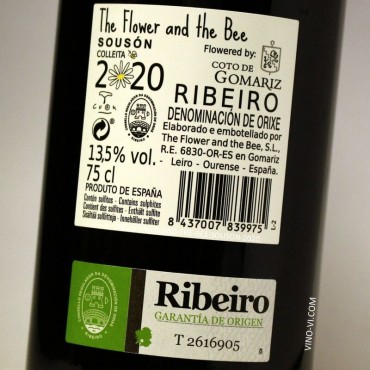 The Flower and the Bee
SOUSÓN
COLLEITA
2020
Flowered by:
COTO DE
GOMARIZ
RIBEIRO
DENOMINACIÓN DE ORIXE
Elaborado e embotellado por
The Flower and the Bee, S.L.,
R.E. 6830-OR-ES en Gomariz
- Leiro - Ourense - España.
13,5% vol.
75 cl
PRODUTO DE ESPAÑA
Contén sulfitos - Contains sulphites
Content des sulfites - Enthält sulfite
Sisältää sulfiittejä - Innehåller sulfiter
8 437007 839975
Ribeiro
GARANTÍA DE ORIGEN
T 2616905
VINO-VI.COM